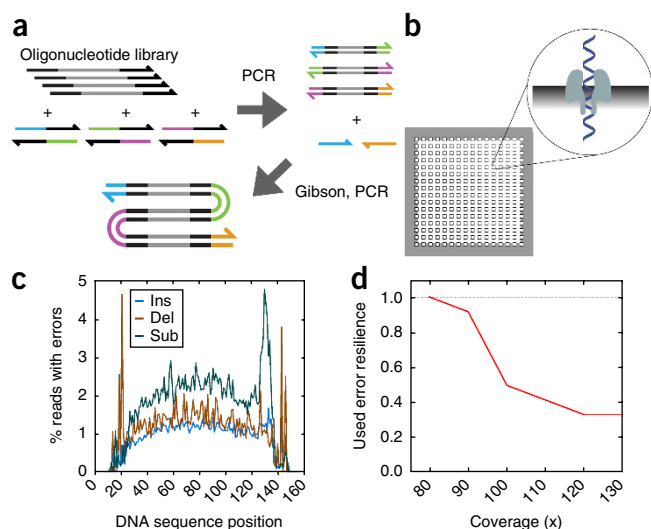 a
Oligonucleotide library
+ + +
PCR
+
Gibson, PCR
b
c
% reads with errors
5
4
3
2
1
0
Ins
Del
Sub
0 20 40 60 80 100 120 140 160
DNA sequence position
d
Used error resilience
1.0
0.8
0.6
0.4
0.2
0.0
80 90 100 110 120 130
Coverage (x)